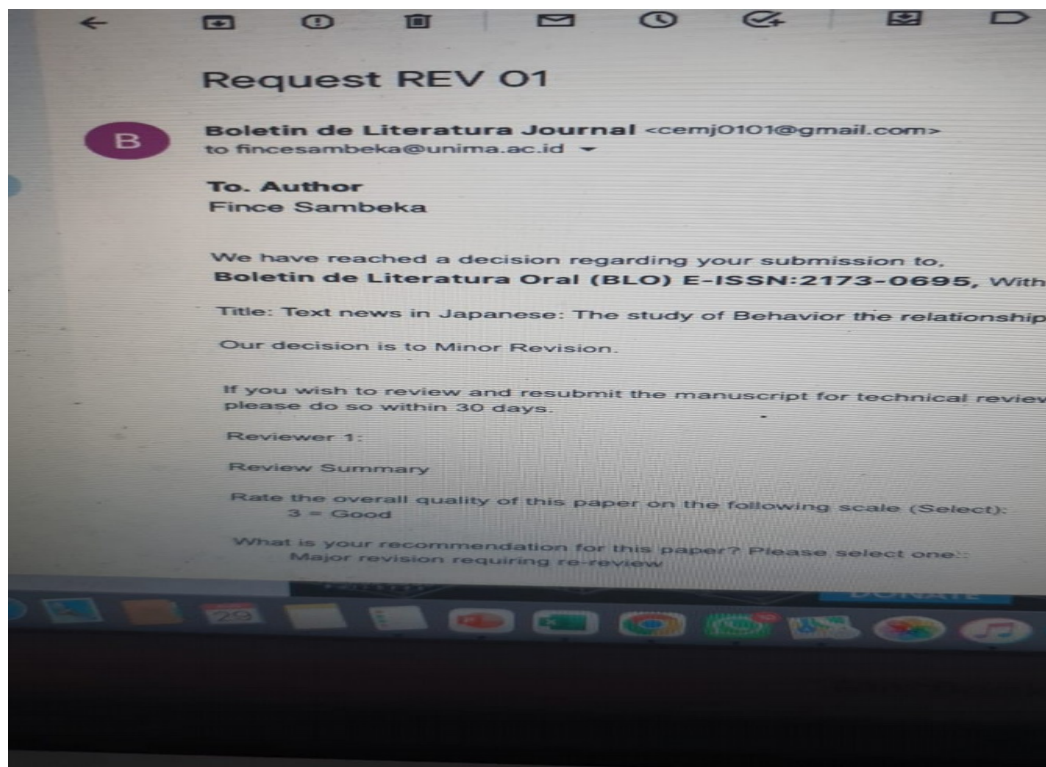 Request REV 01
B
Boletin de Literatura Journal <cemj0101@gmail.com>
to fincesambeka@unima.ac.id
To. Author
Fince Sambeka
We have reached a decision regarding your submission to,
Boletin de Literatura Oral (BLO) E-ISSN:2173-0695, With
Title: Text news in Japanese: The study of Behavior the relationship
Our decision is to Minor Revision.
If you wish to review and resubmit the manuscript for technical review
please do so within 30 days.
Reviewer 1:
Review Summary
Rate the overall quality of this paper on the following scale (Select):
3 = Good
What is your recommendation for this paper? Please select one::
Major revision requiring re-review
DONATE
29